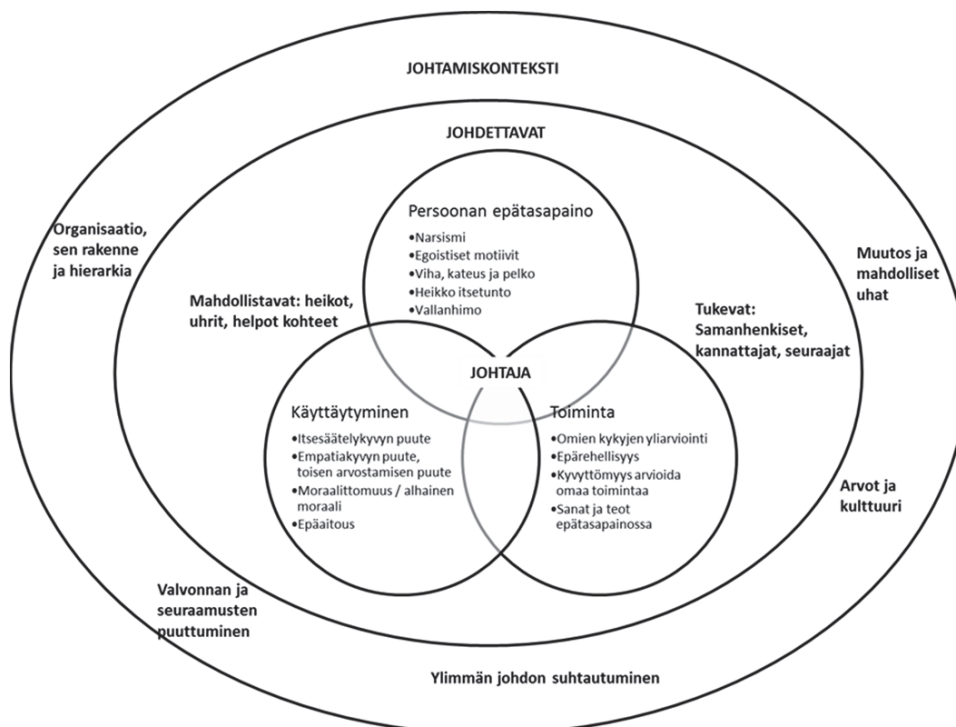 JOHTAMISKONTEKSTI
JOHDETTAVAT
Organisaatio,
sen rakenne
ja hierarkia
Persoonan epätasapaino
•Narsismi
•Egoistiset motiivit
•Viha, kateus ja pelko
•Heikko itsetunto
•Vallanhimo
Muutos ja
mahdolliset
uhat
Mahdollistavat: heikot,
uhrit, helpot kohteet
Tukevat:
Samanhenkiset,
kannattajat, seuraajat
JOHTAJA
Käyttäytyminen
•Itsesäätelykyvyn puute
•Empatiakyvyn puute,
toisen arvostamisen puute
•Moraalittomuus / alhainen
moraali
•Epäaitous
Toiminta
•Omien kykyjen yliarviointi
•Epärehellisyys
•Kyvyttömyys arvioida
omaa toimintaa
•Sanat ja teot
epätasapainossa
Arvot ja
kulttuuri
Valvonnan ja
seuraamusten
puuttuminen
Ylimmän johdon suhtautuminen